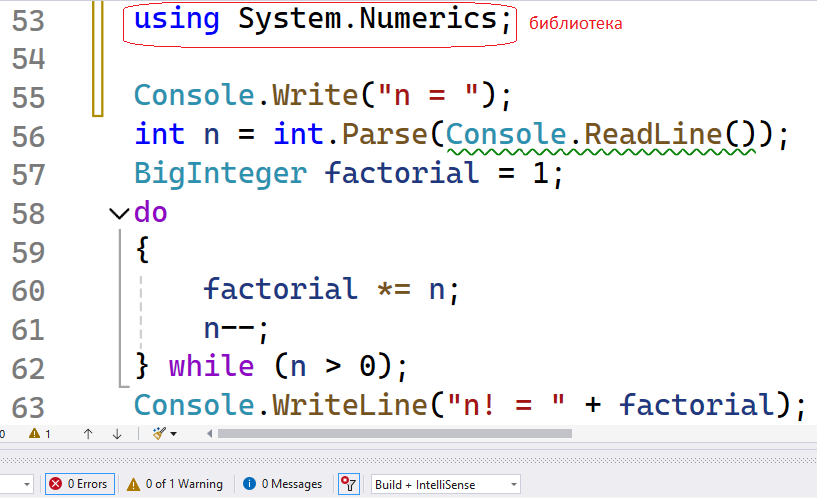 53 using System.Numerics; библиотека
54
55 Console.Write("n = ");
56 int n = int.Parse(Console.ReadLine());
57 BigInteger factorial = 1;
58 do
59 {
60 factorial *= n;
61 n--;
62 } while (n > 0);
63 Console.WriteLine("n! = " + factorial);
0 1
0 Errors 0 of 1 Warning 0 Messages Build + IntelliSense